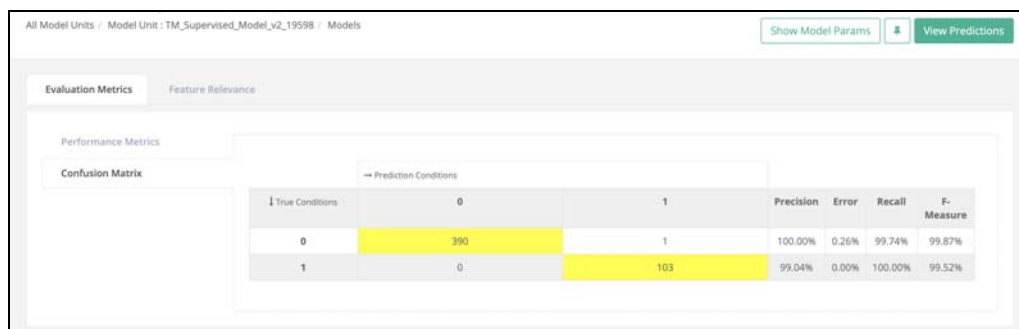 All Model Units / Model Unit : TM_Supervised_Model_v2_19598 / Models
Show Model Params
View Predictions
Evaluation Metrics Feature Relevance
Performance Metrics
Confusion Matrix
→ Prediction Conditions
↓ True Conditions 0 1 Precision Error Recall F-Measure
0 390 1 100.00% 0.26% 99.74% 99.87%
1 0 103 99.04% 0.00% 100.00% 99.52%